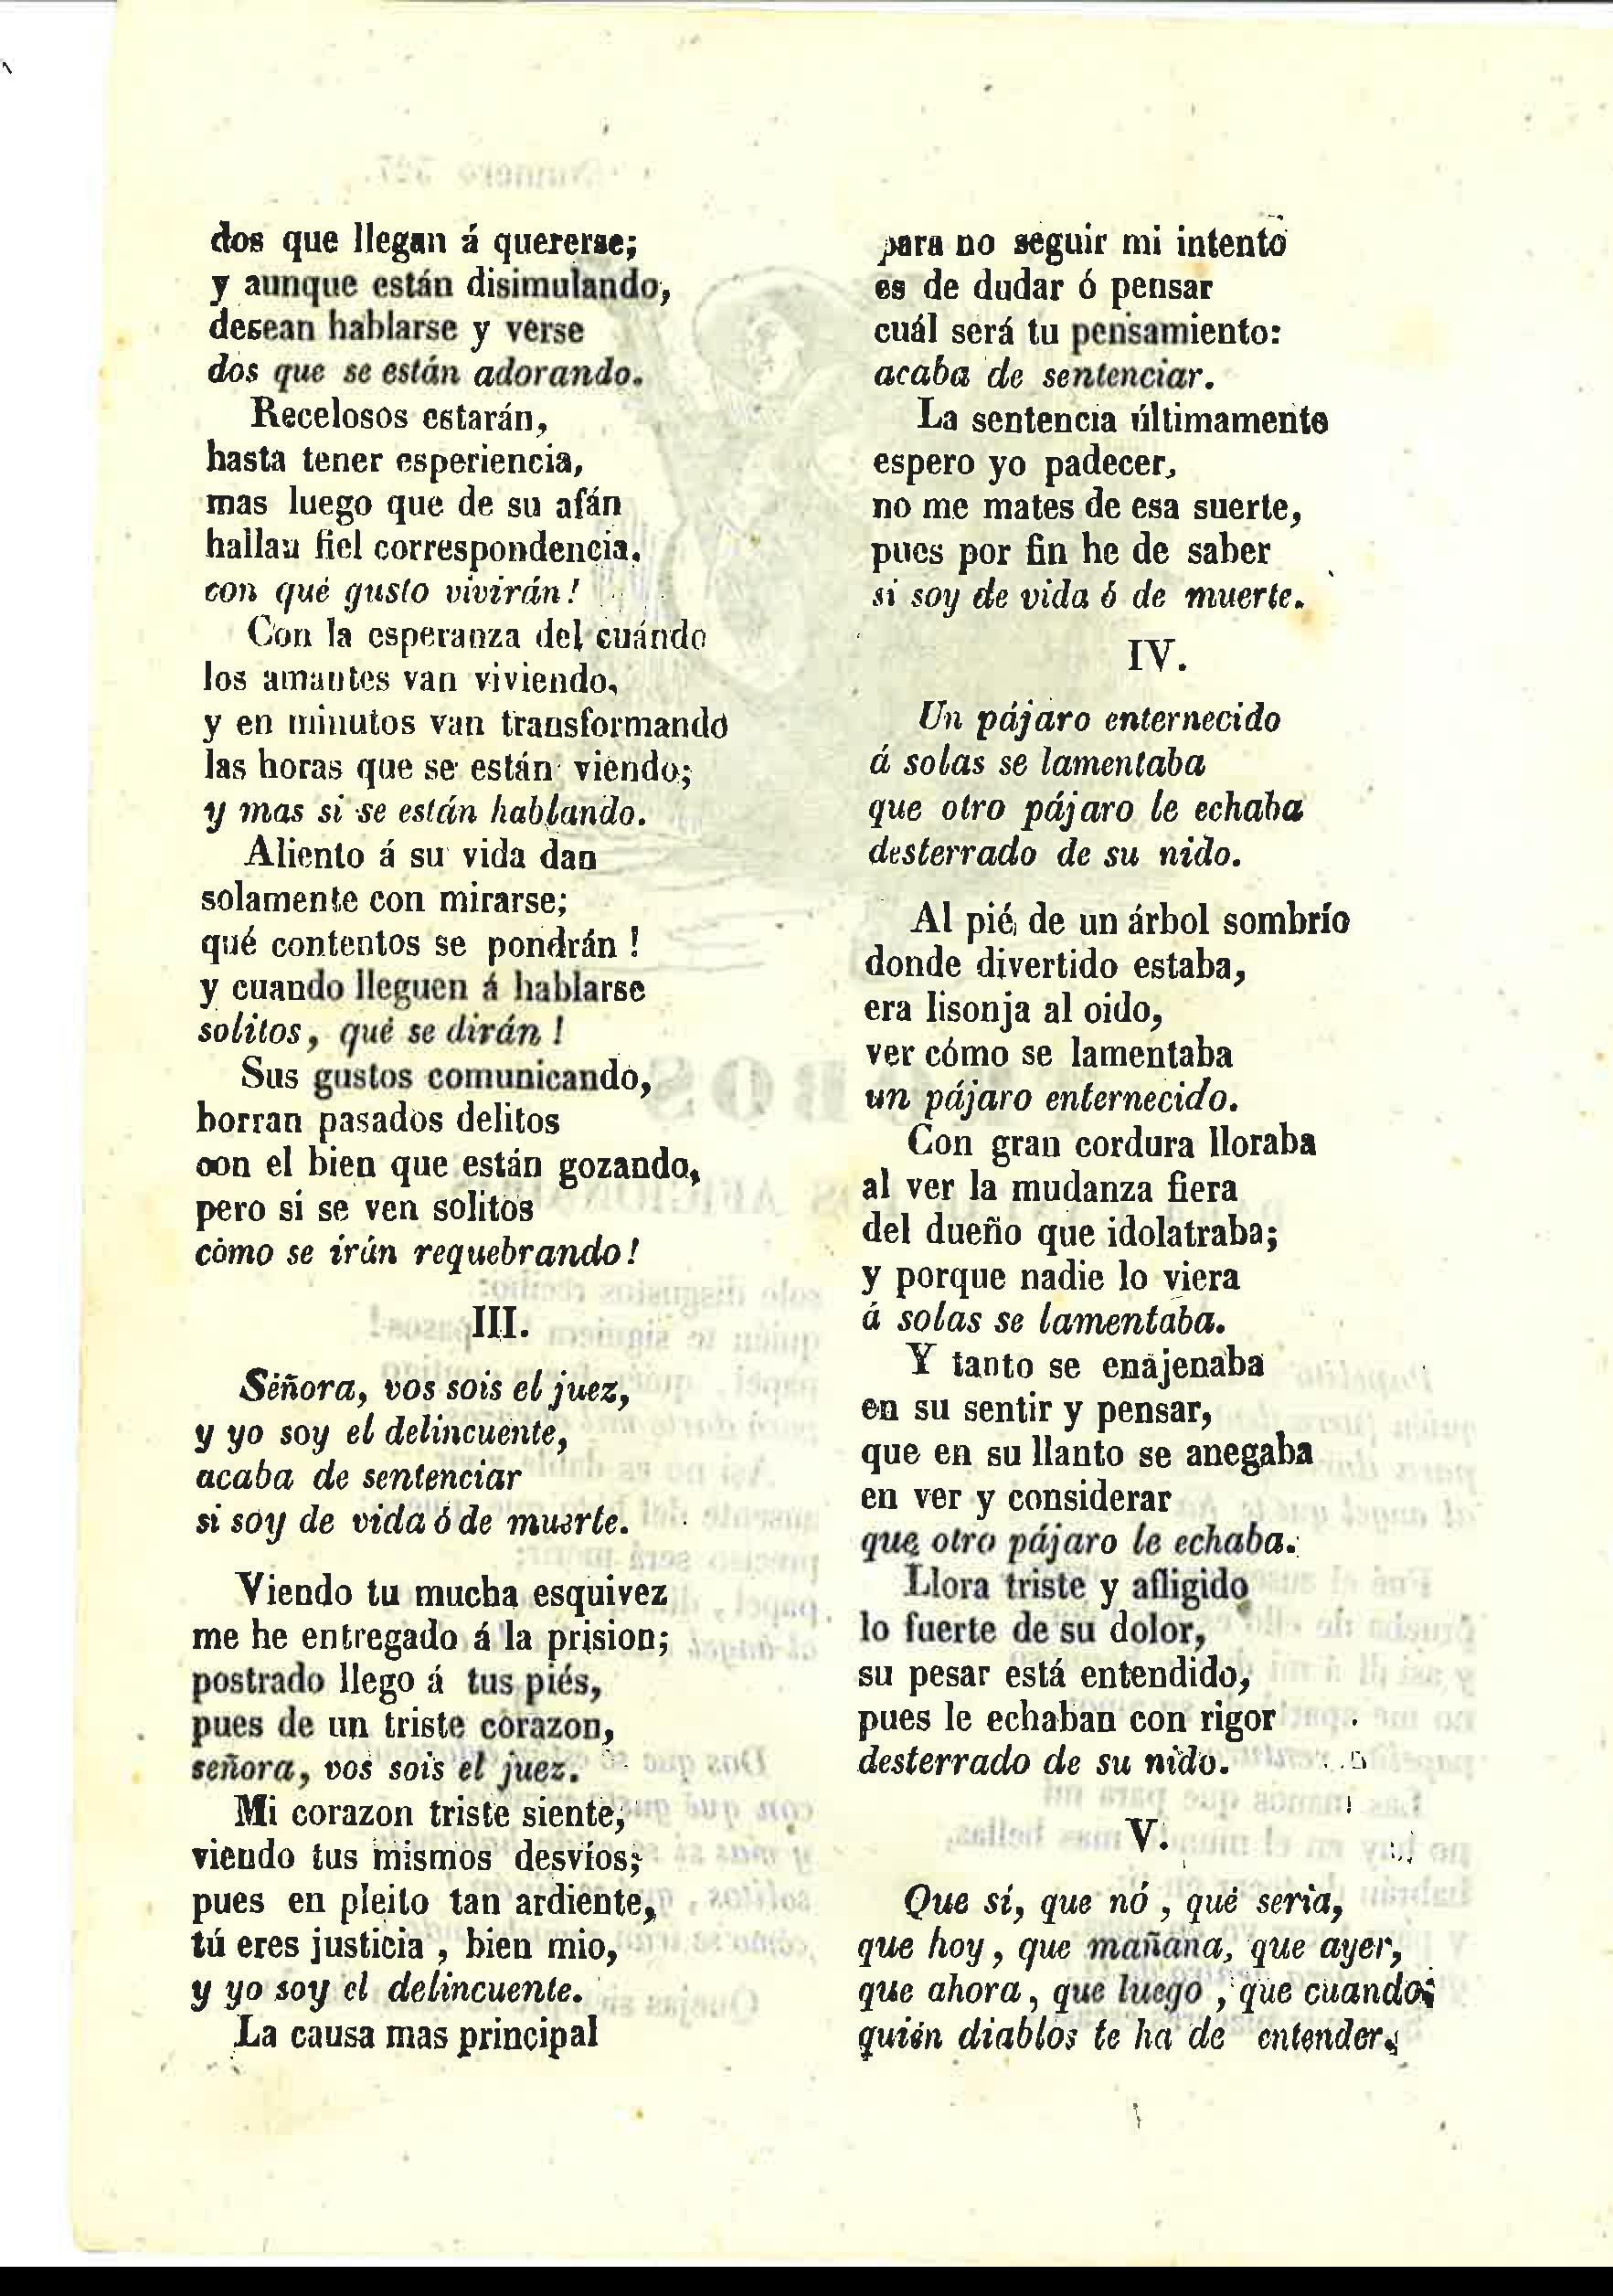 dos que llegan á quererse;
y aunque están disimulando,
desean hablarse y verse
dos que se están adorando.
Recelosos estarán,
hasta tener esperiencia,
mas luego que de su afán
hallan fiel correspondencia,
con qué gusto vivirán!
Con la esperanza del cuándo
los amantes van viviendo,
y en minutos van transformando
las horas que se están viendo;
y mas si se están hablando.
Aliento á su vida dan
solamente con mirarse;
qué contentos se pondrán !
y cuando lleguen á hablarse
solitos, qué se dirán !
Sus gustos comunicando,
borran pasados delitos
con el bien que están gozando,
pero si se ven solitos
cómo se irán requebrando!
III.
Señora, vos sois el juez,
y yo soy el delincuente,
acaba de sentenciar
si soy de vida ó de muerte.
Viendo tu mucha esquivez
me he entregado á la prision;
postrado llego á tus piés,
pues de un triste corazon,
señora, vos sois el juez.
Mi corazon triste siente,
viendo tus mismos desvíos;
pues en pleito tan ardiente,
tú eres justicia , bien mio,
y yo soy el delincuente.
La causa mas principal
para no seguir mi intento
es de dudar ó pensar
cuál será tu pensamiento:
acaba de sentenciar.
La sentencia últimamente
espero yo padecer,
no me mates de esa suerte,
pues por fin he de saber
si soy de vida ó de muerte.
IV.
Un pájaro enternecido
á solas se lamentaba
que otro pájaro le echaba
desterrado de su nido.
Al pié de un árbol sombrío
donde divertido estaba,
era lisonja al oido,
ver cómo se lamentaba
un pájaro enternecido.
Con gran cordura lloraba
al ver la mudanza fiera
del dueño que idolatraba;
y porque nadie lo viera
á solas se lamentaba.
Y tanto se enajenaba
en su sentir y pensar,
que en su llanto se anegaba
en ver y considerar
que otro pájaro le echaba.
Llora triste y afligido
lo fuerte de su dolor,
su pesar está entendido,
pues le echaban con rigor
desterrado de su nido.
V.
Que sí, que nó , qué seria,
que hoy, que mañana, que ayer,
que ahora, que luego , que cuando;
quién diablos te ha de entender.